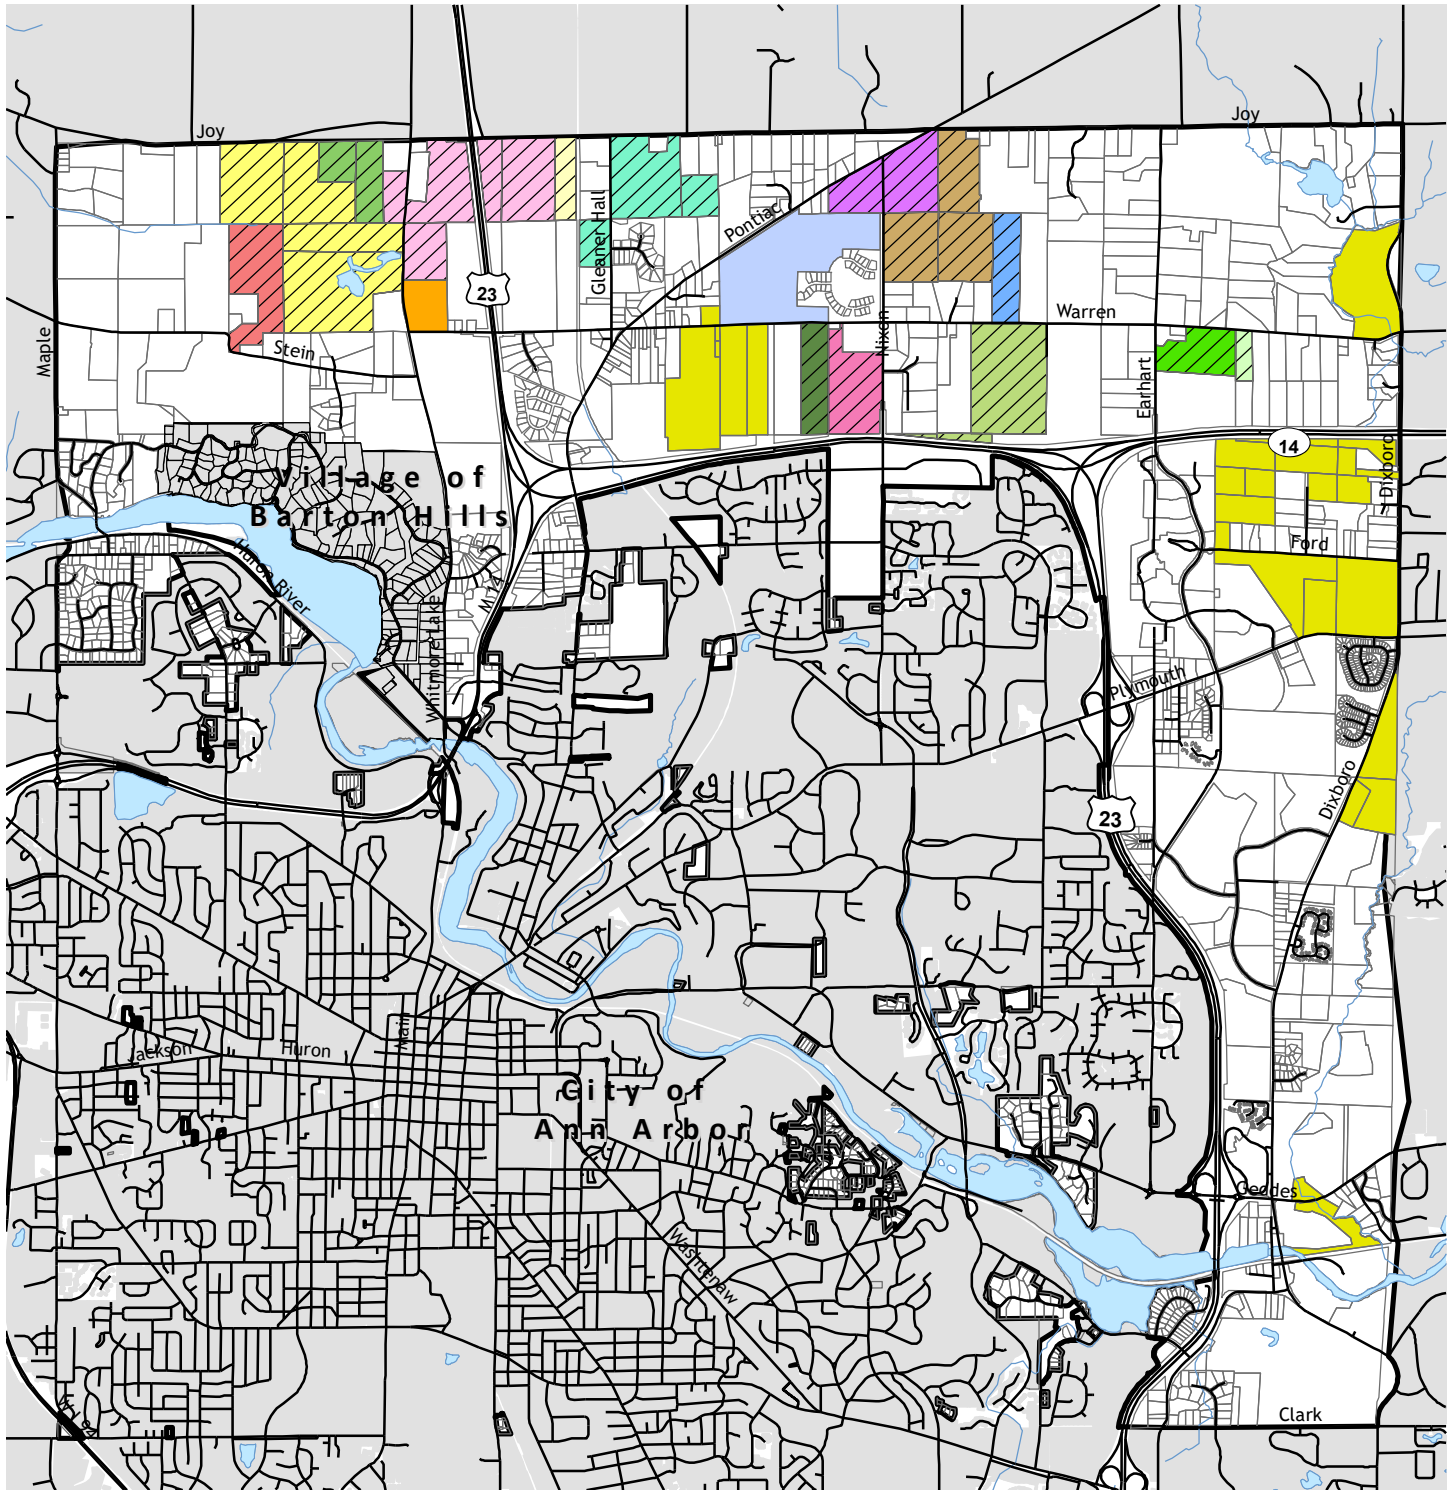 Joy
Joy
Gleaner Hall
Pontiac
23
Warren
Nixon
Maple
Stein
Earhart
14
Dixboro
Village of
Barton Hills
Ford
Huron River
M 14
Whitmore Lake
Plymouth
Dixboro
23
Main
Jackson
Huron
City of
Ann Arbor
Geddes
Washtenaw
Clark